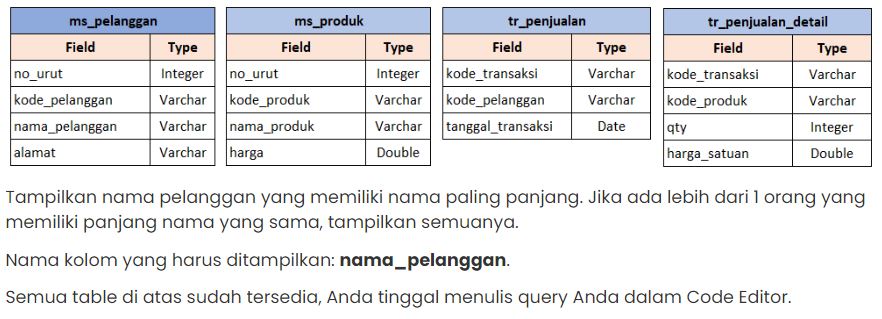 ms_pelanggan
Field Type
no_urut Integer
kode_pelanggan Varchar
nama_pelanggan Varchar
alamat Varchar
ms_produk
Field Type
no_urut Integer
kode_produk Varchar
nama_produk Varchar
harga Double
tr_penjualan
Field Type
kode_transaksi Varchar
kode_pelanggan Varchar
tanggal_transaksi Date
tr_penjualan_detail
Field Type
kode_transaksi Varchar
kode_produk Varchar
qty Integer
harga_satuan Double
Tampilkan nama pelanggan yang memiliki nama paling panjang. Jika ada lebih dari 1 orang yang
memiliki panjang nama yang sama, tampilkan semuanya.
Nama kolom yang harus ditampilkan: nama_pelanggan.
Semua table di atas sudah tersedia, Anda tinggal menulis query Anda dalam Code Editor.